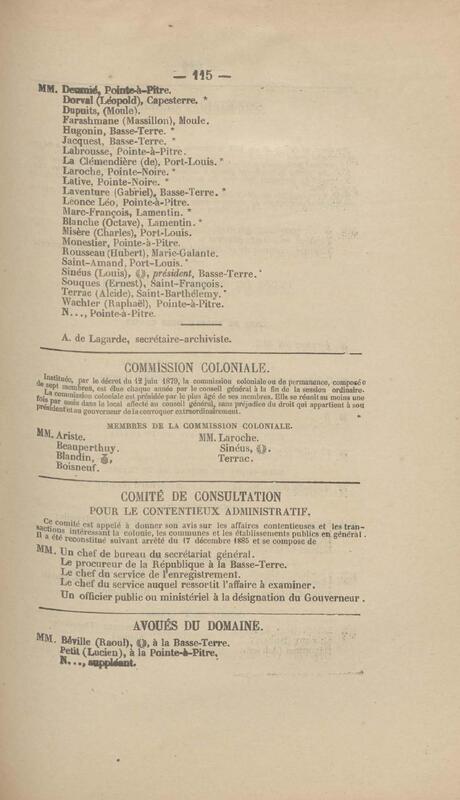 — 115 —
MM. Deumié, Pointe-à-Pitre.
Dorval (Léopold), Capesterre. *
Dupuits, (Moule).
Farashmane (Massillon), Moule.
Hugonin, Basse-Terre. *
Jacquest, Basse-Terre. *
Labrousse, Pointe-à-Pitre.
La Clémendière (de), Port-Louis. *
Laroche, Pointe-Noire. *
Lative, Pointe-Noire. *
Laventure (Gabriel), Basse-Terre. *
Leonce Léo, Pointe-à-Pitre.
Marc-François, Lamentin. *
Blanche (Octave), Lamentin. *
Misère (Charles), Port-Louis.
Monestier, Pointe-à-Pitre.
Rousseau (Hubert), Marie-Galante.
Saint-Amand, Port-Louis. *
Sinéus (Louis), président, Basse-Terre. *
Souques (Ernest), Saint-François.
Terrac (Alcide), Saint-Barthélemy. *
Wachter (Raphaël), Pointe-à-Pitre.
N..., Pointe-à-Pitre.
A. de Lagarde, secrétaire-archiviste.
COMMISSION COLONIALE.
Instituée, par le décret du 12 juin 1879, la commission coloniale ou de permanence, composée
de sept membres, est élue chaque année par le conseil général à la fin de la session ordinaire.
La commission coloniale est présidée par le plus âgé de ses membres. Elle se réunit au moins une
fois par mois dans le local affecté au conseil général, sans préjudice du droit qui appartient à son
président et au gouverneur de la convoquer extraordinairement.
MEMBRES DE LA COMMISSION COLONIALE.
MM. Ariste. MM. Laroche.
Beauperthuy. Sinéus,
Blandin, Terrac.
Boisneuf.
COMITÉ DE CONSULTATION
POUR LE CONTENTIEUX ADMINISTRATIF.
Ce comité est appelé à donner son avis sur les affaires contentieuses et les tran-
sactions intéressant la colonie, les communes et les établissements publics en général.
Il a été reconstitué suivant arrêté du 17 décembre 1885 et se compose de
MM. Un chef de bureau du secrétariat général.
Le procureur de la République à la Basse-Terre.
Le chef du service de l'enregistrement.
Le chef du service auquel ressortit l'affaire à examiner.
Un officier public ou ministériel à la désignation du Gouverneur.
AVOUÉS DU DOMAINE.
MM. Béville (Raoul), à la Basse-Terre.
Petit (Lucien), à la Pointe-à-Pitre.
N..., suppléant.